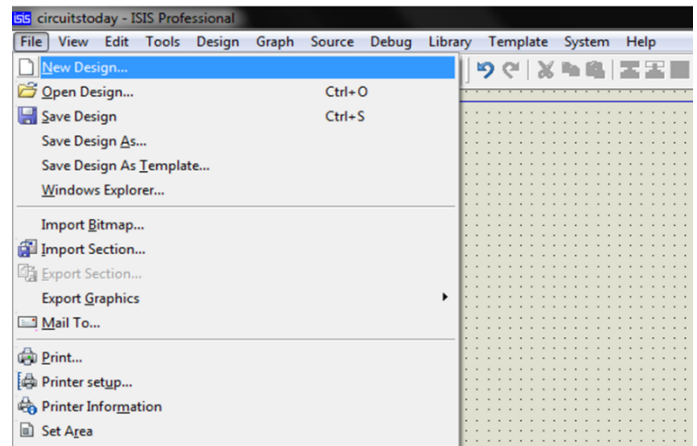 isis circuitstoday - ISIS Professional
File View Edit Tools Design Graph Source Debug Library Template System Help
New Design...
Open Design... Ctrl+O
Save Design Ctrl+S
Save Design As...
Save Design As Template...
Windows Explorer...
Import Bitmap...
Import Section...
Export Section...
Export Graphics
Mail To...
Print...
Printer setup...
Printer Information
Set Area